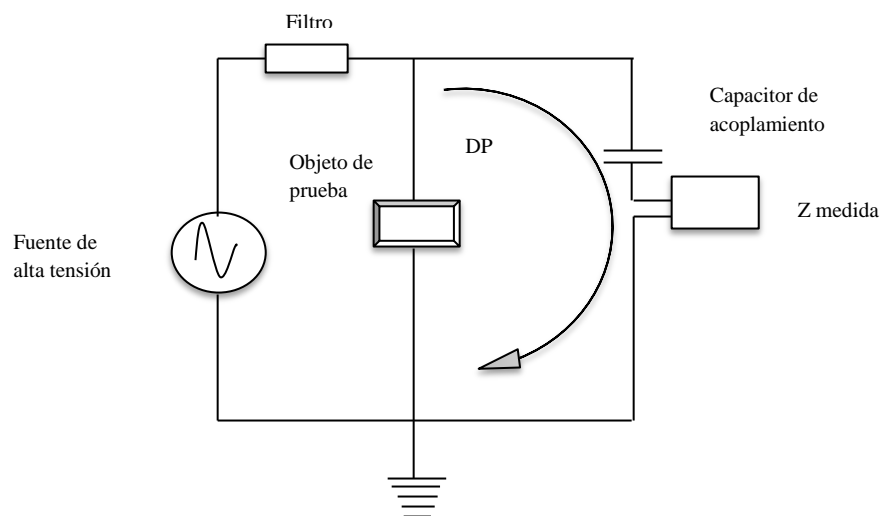 Filtro
Capacitor de
acoplamiento
DP
Objeto de
prueba
Z medida
Fuente de
alta tensión